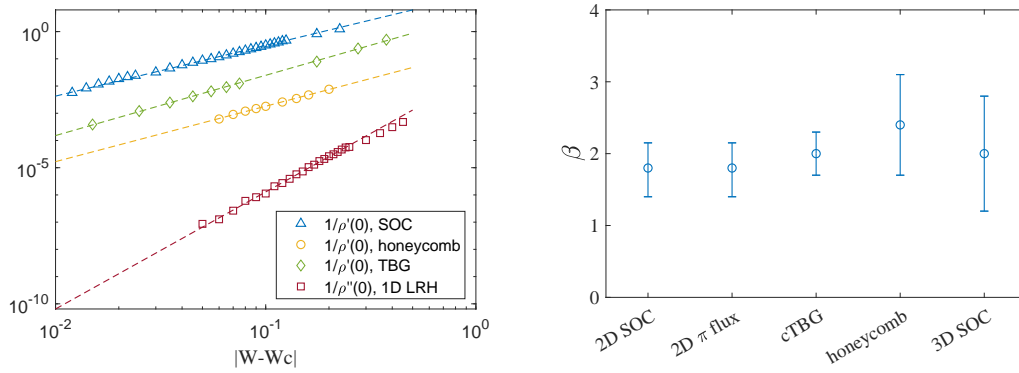 10^0
10^-5
10^-10
10^-2
10^-1
10^0
|W-Wc|
1/ρ'(0), SOC
1/ρ'(0), honeycomb
1/ρ'(0), TBG
1/ρ''(0), 1D LRH
β
4
3
2
1
0
2D SOC
2D π flux
cTBG
honeycomb
3D SOC